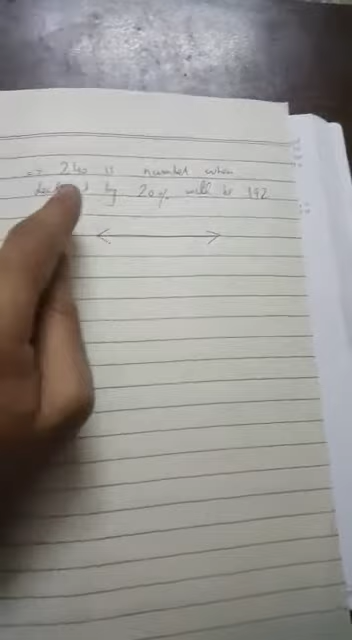 => 240 is number when
by 20% will be 192